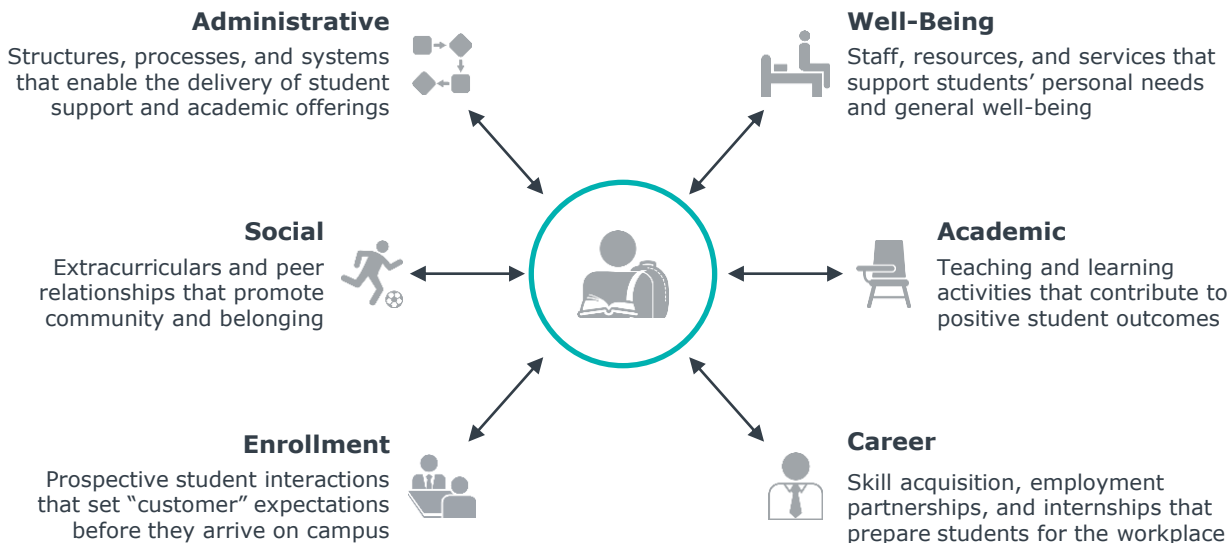 Administrative
Structures, processes, and systems
that enable the delivery of student
support and academic offerings
Well-Being
Staff, resources, and services that
support students’ personal needs
and general well-being
Social
Extracurriculars and peer
relationships that promote
community and belonging
Academic
Teaching and learning
activities that contribute to
positive student outcomes
Enrollment
Prospective student interactions
that set “customer” expectations
before they arrive on campus
Career
Skill acquisition, employment
partnerships, and internships that
prepare students for the workplace